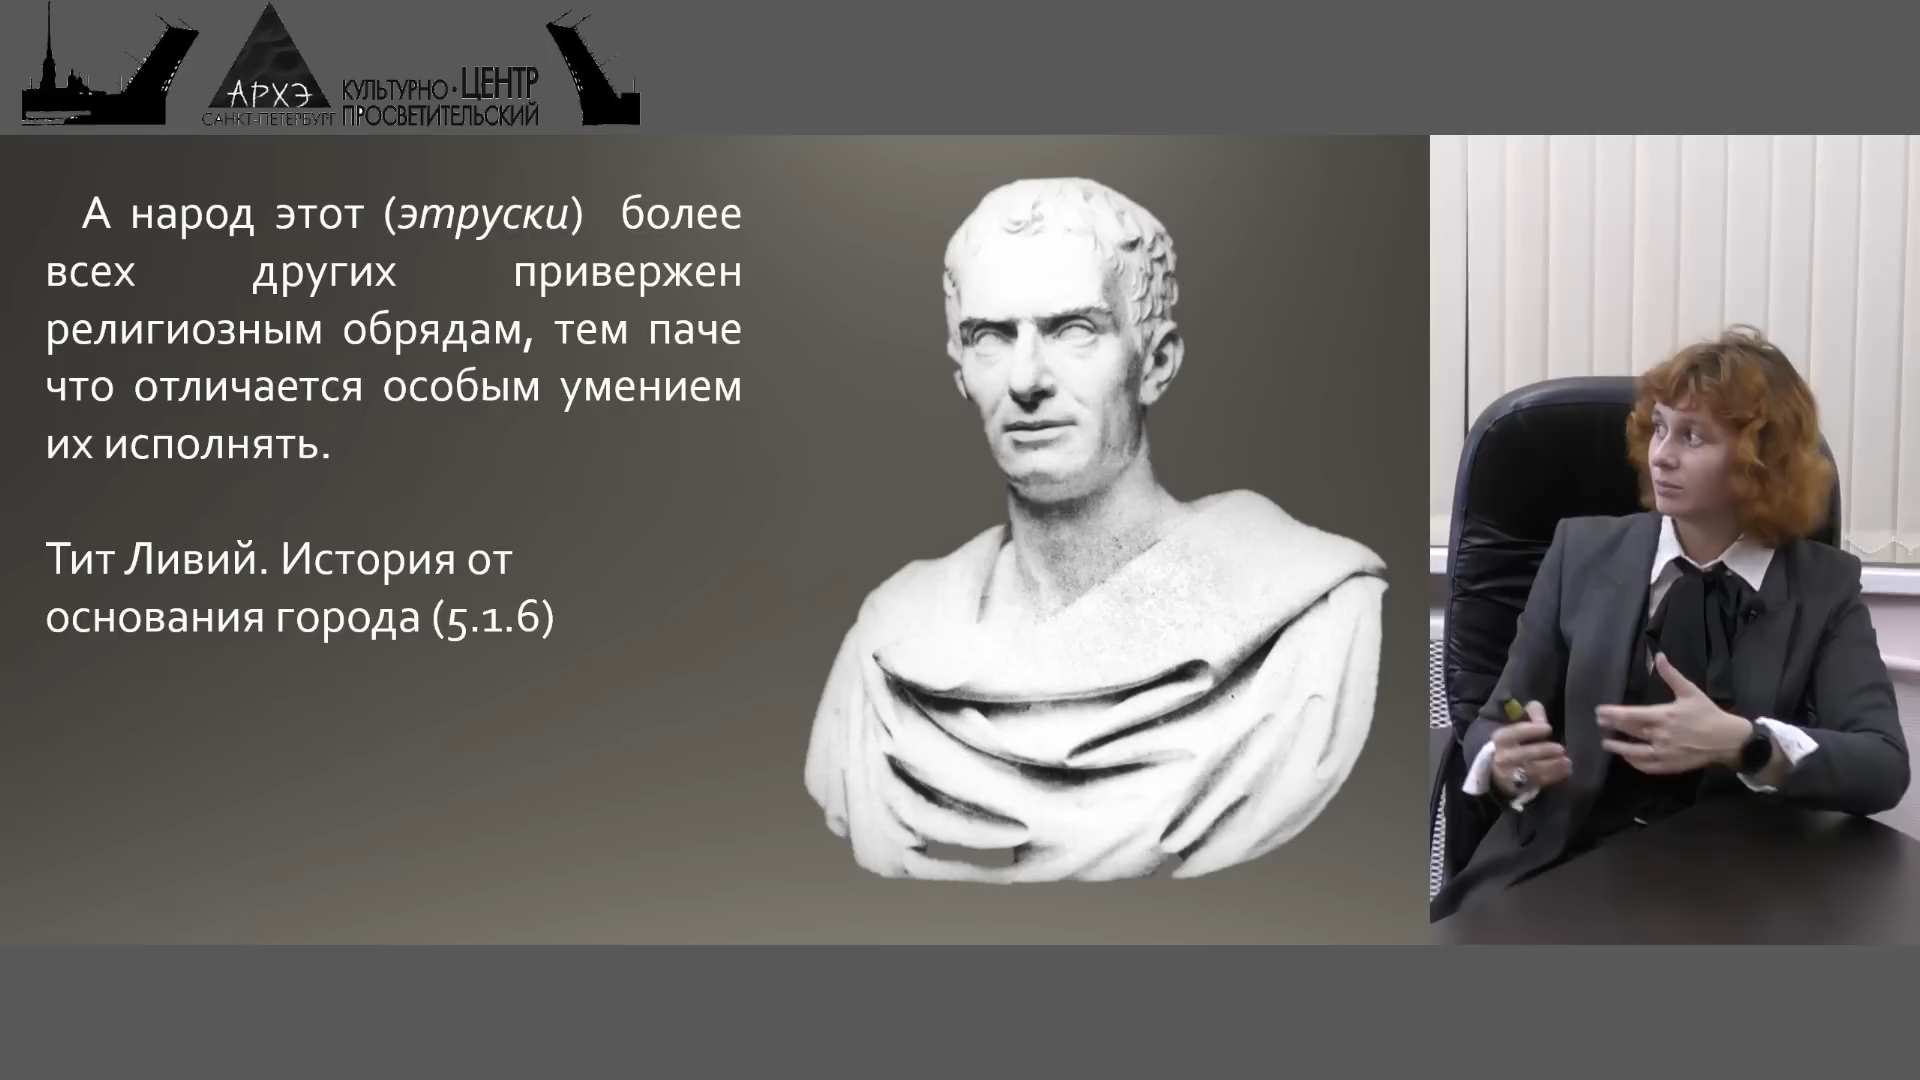 АРХЭ
САНКТ-ПЕТЕРБУРГ
КУЛЬТУРНО·ЦЕНТР
ПРОСВЕТИТЕЛЬСКИЙ
А народ этот (этруски) более
всех других привержен
религиозным обрядам, тем паче
что отличается особым умением
их исполнять.
Тит Ливий. История от
основания города (5.1.6)